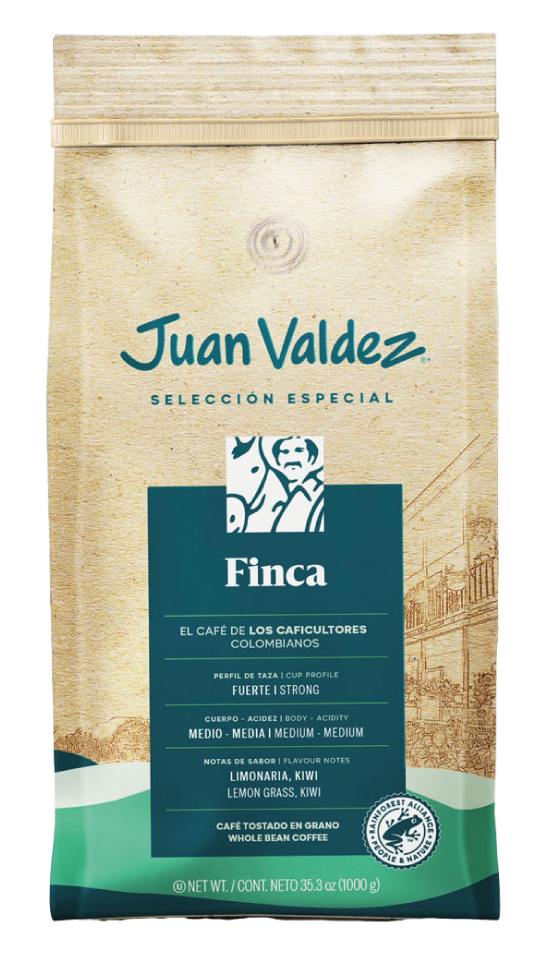 Juan Valdez®
SELECCIÓN ESPECIAL
Finca
EL CAFÉ DE LOS CAFICULTORES
COLOMBIANOS
PERFIL DE TAZA | CUP PROFILE
FUERTE | STRONG
CUERPO - ACIDEZ | BODY - ACIDITY
MEDIO - MEDIA | MEDIUM - MEDIUM
NOTAS DE SABOR | FLAVOUR NOTES
LIMONARIA, KIWI
LEMON GRASS, KIWI
CAFÉ TOSTADO EN GRANO
WHOLE BEAN COFFEE
RAINFOREST ALLIANCE
PEOPLE & NATURE
Ⓤ NET WT. / CONT. NETO 35.3 oz (1000 g)